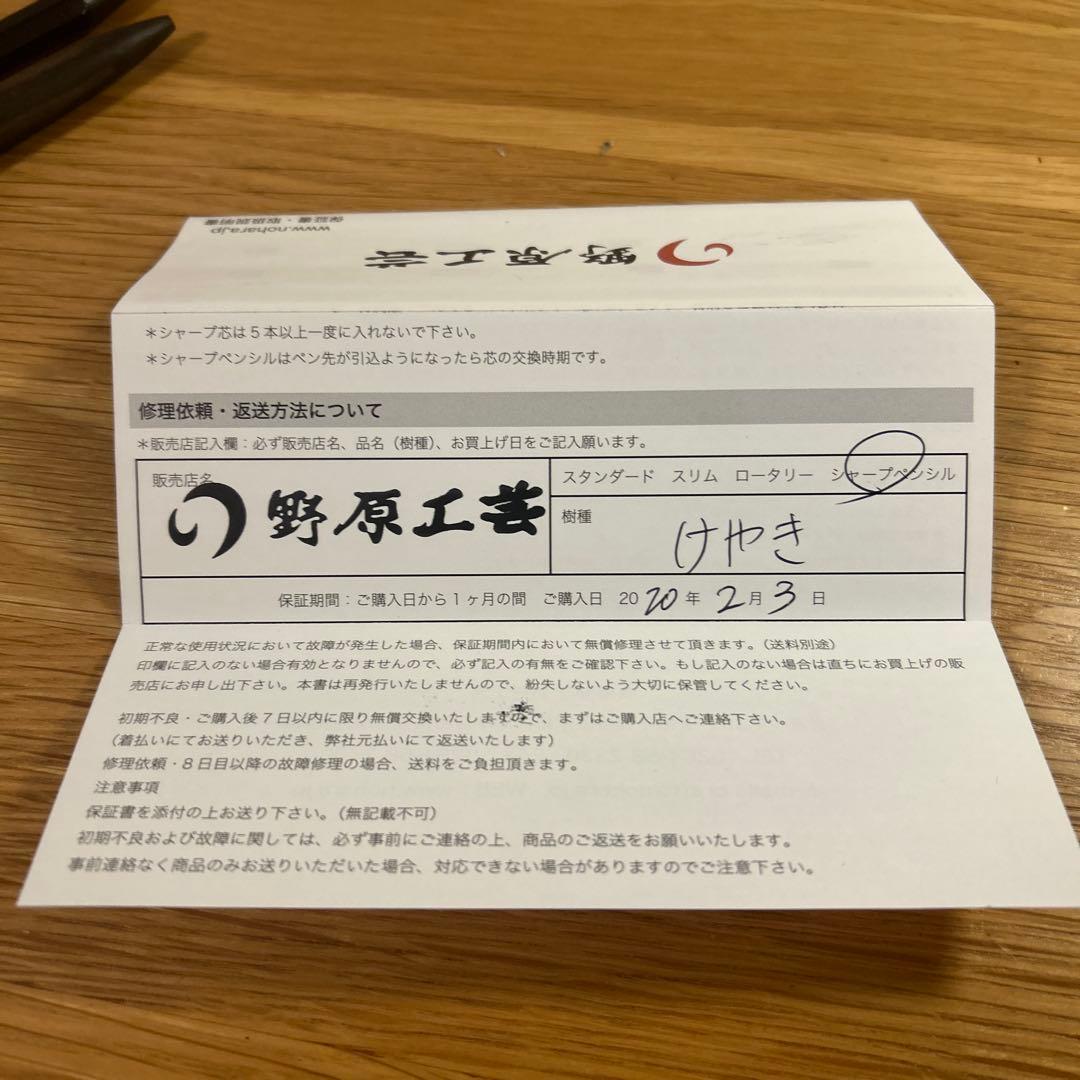 保証書・取扱説明書
www.nohara.jp
野原工芸
＊シャープ芯は5本以上一度に入れないで下さい。
＊シャープペンシルはペン先が引込ようになったら芯の交換時期です。
修理依頼・返送方法について
＊販売店記入欄：必ず販売店名、品名（樹種）、お買上げ日をご記入願います。
販売店名
野原工芸
スタンダード スリム ロータリー シャープペンシル
樹種
けやき
保証期間：ご購入日から1ヶ月の間 ご購入日 2020年 2月 3日
正常な使用状況において故障が発生した場合、保証期間内において無償修理させて頂きます。（送料別途）
印欄に記入のない場合有効となりませんので、必ず記入の有無をご確認下さい。もし記入のない場合は直ちにお買上げの販
売店にお申し出下さい。本書は再発行いたしませんので、紛失しないよう大切に保管してください。
初期不良・ご購入後7日以内に限り無償交換いたしますので、まずはご購入店へご連絡下さい。
（着払いにてお送りいただき、弊社元払いにて返送いたします）
修理依頼・8日目以降の故障修理の場合、送料をご負担頂きます。
注意事項
保証書を添付の上お送り下さい。（無記載不可）
初期不良および故障に関しては、必ず事前にご連絡の上、商品のご返送をお願いいたします。
事前連絡なく商品のみお送りいただいた場合、対応できない場合がありますのでご注意下さい。